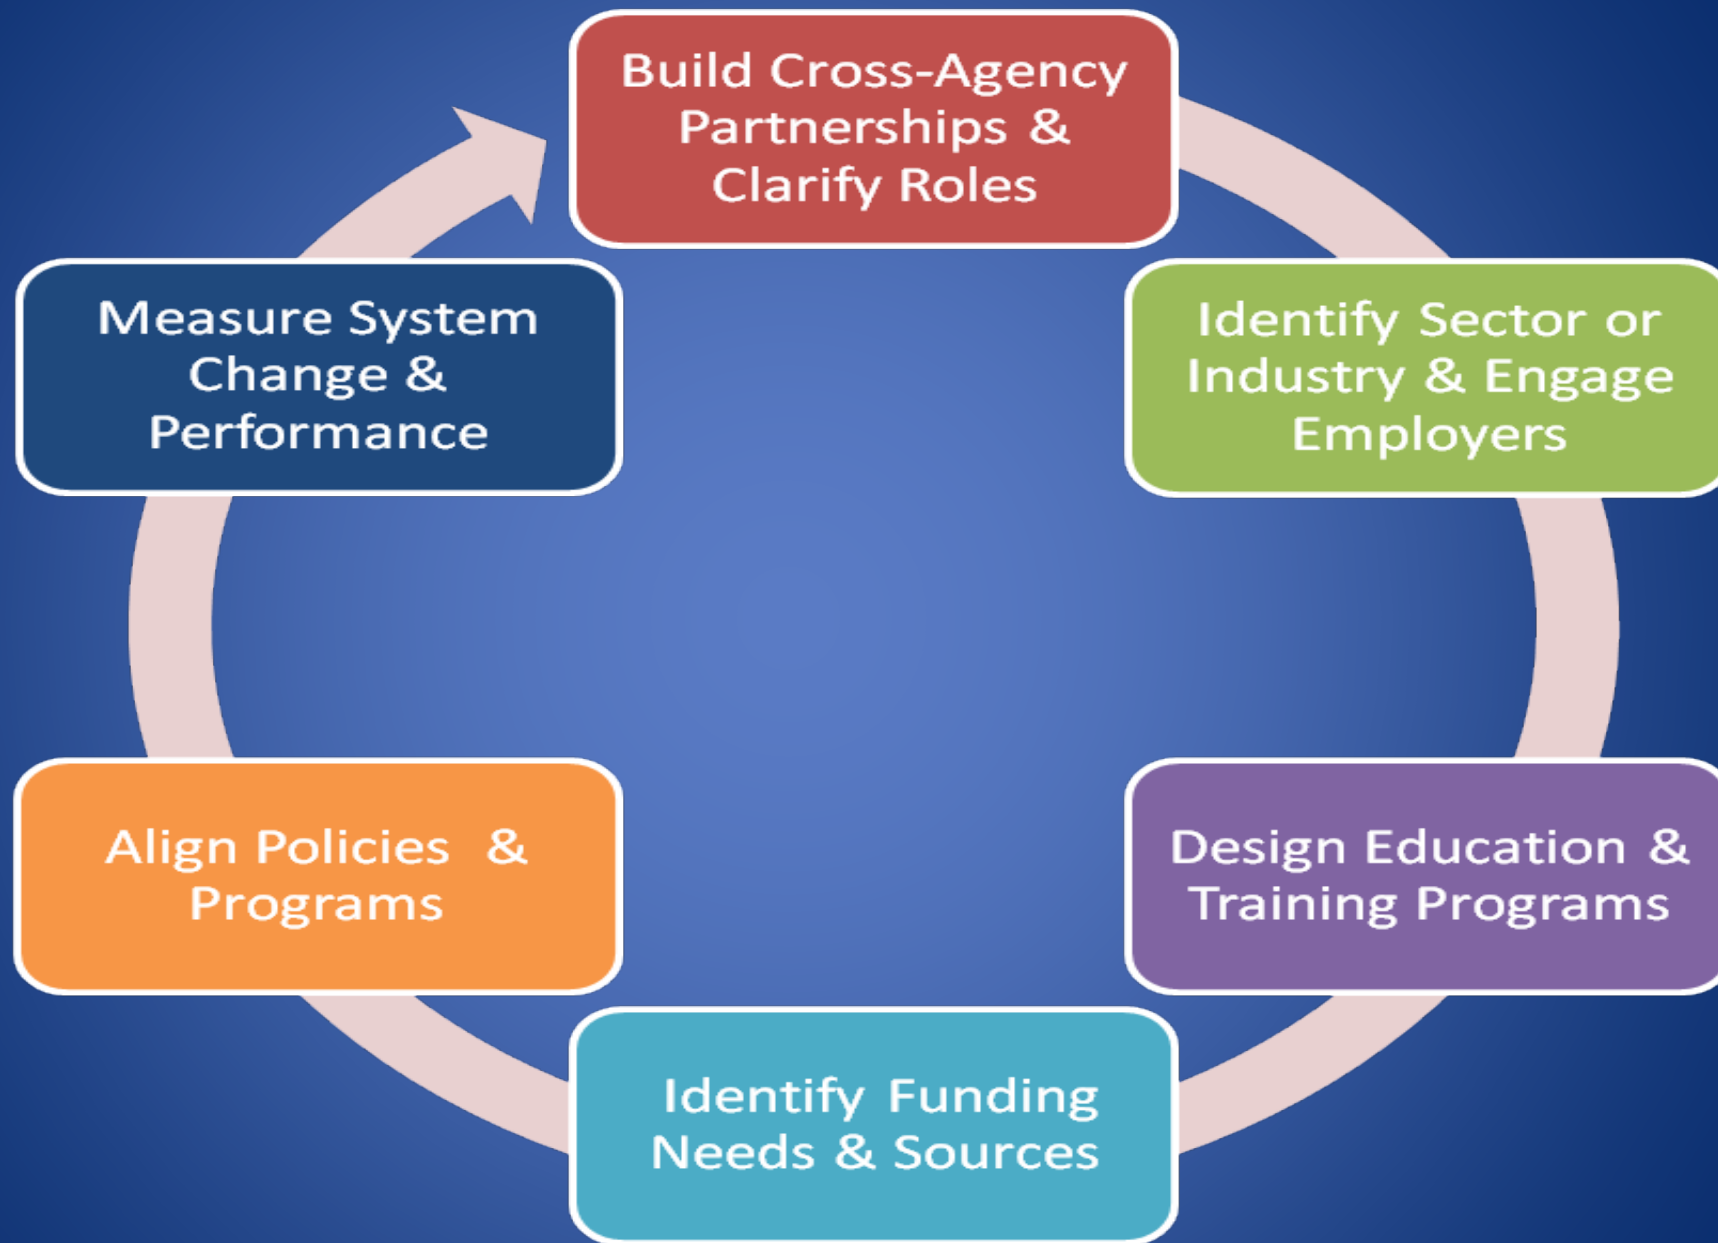 Build Cross-Agency
Partnerships &
Clarify Roles
Identify Sector or
Industry & Engage
Employers
Design Education &
Training Programs
Identify Funding
Needs & Sources
Align Policies &
Programs
Measure System
Change &
Performance